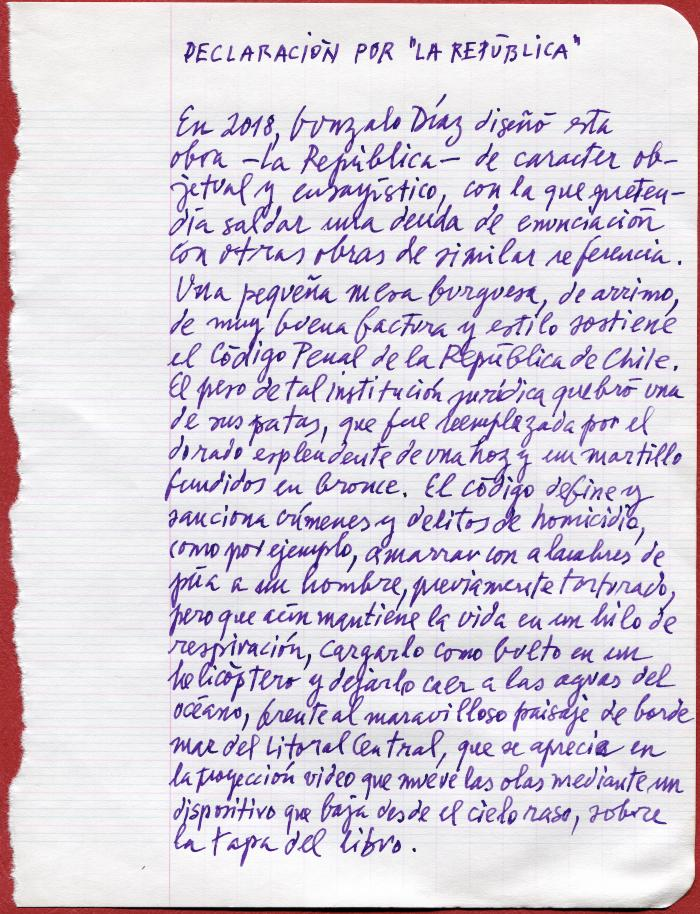 DECLARACIÓN POR "LA REPÚBLICA"
En 2018, Gonzalo Díaz diseñó esta
obra —La República— de caracter ob-
jetual y ensayístico, con la que preten-
día saldar una deuda de enunciación
con otras obras de similar referencia.
Una pequeña mesa burguesa, de arrimo,
de muy buena factura y estilo sostiene
el Código Penal de la República de Chile.
El peso de tal institución jurídica quebró una
de sus patas, que fue reemplazada por el
dorado esplendente de una hoz y un martillo
fundidos en bronce. El código define y
sanciona crímenes y delitos de homicidio,
como por ejemplo, amarrar con alambres de
púa a un hombre, previamente torturado,
pero que aún mantiene la vida en un hilo de
respiración, cargarlo como bulto en un
helicóptero y dejarlo caer a las aguas del
océano, frente al maravilloso paisaje de borde
mar del Litoral Central, que se aprecia en
la proyección video que mueve las olas mediante un
dispositivo que baja desde el cielo raso, sobre
la tapa del libro.